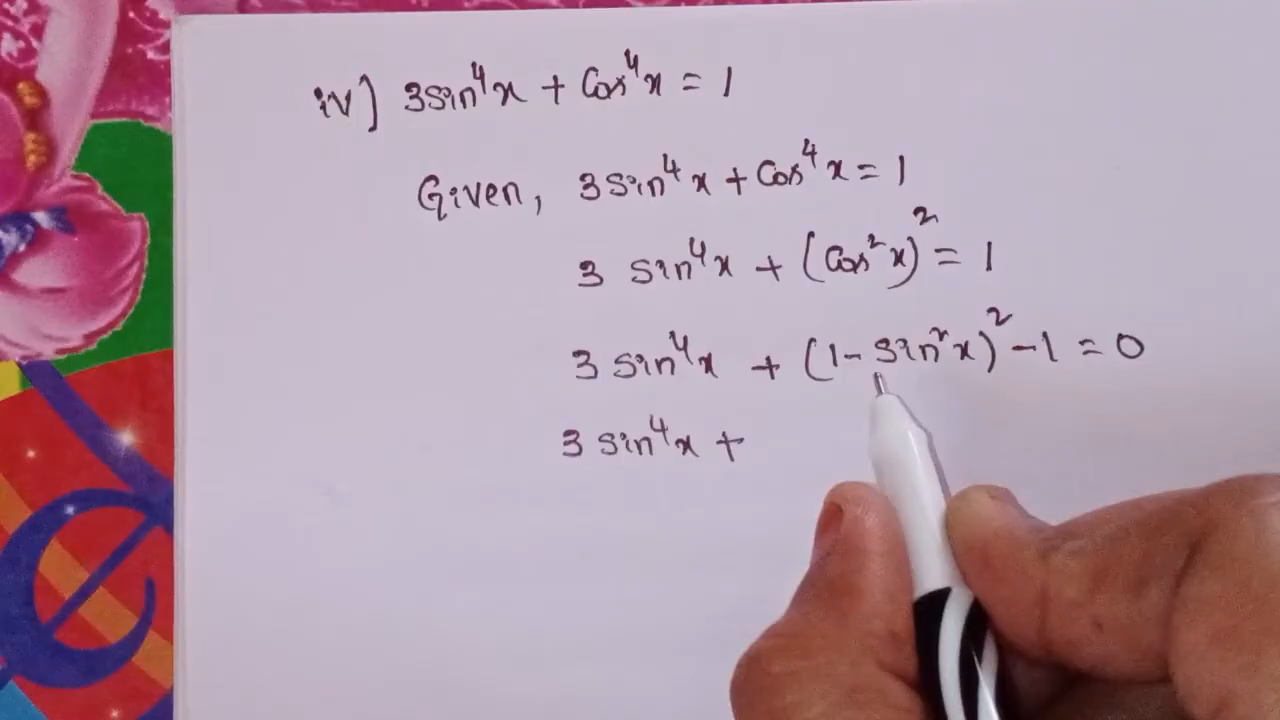 iv] 3sin⁴x + Cos⁴x = 1
Given, 3sin⁴x + Cos⁴x = 1
3 sin⁴x + (Cos²x)² = 1
3 sin⁴x + (1 - sin²x)² - 1 = 0
3 sin⁴x +